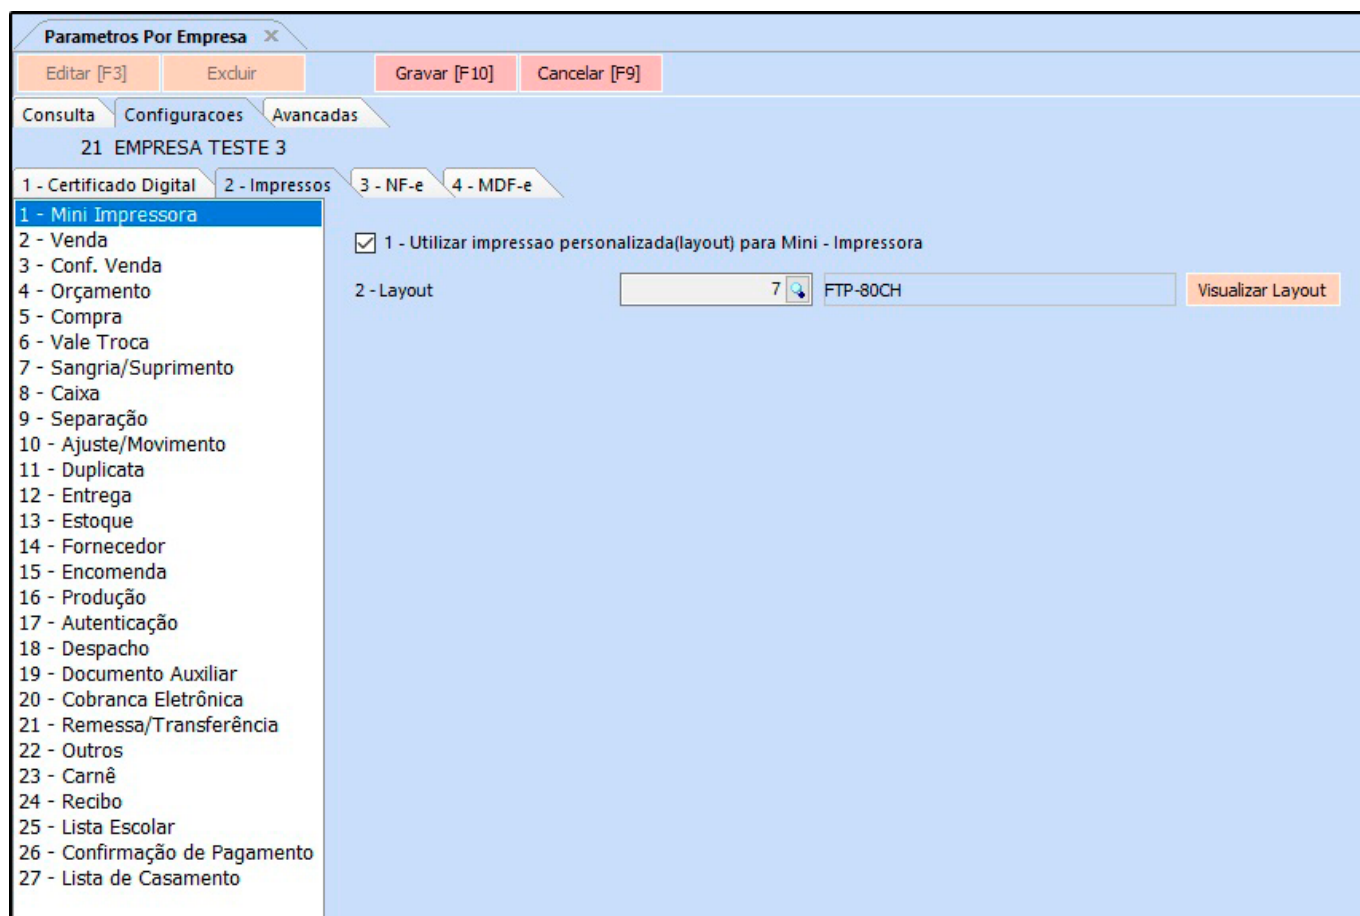 Parametros Por Empresa
Editar [F3] Excluir Gravar [F10] Cancelar [F9]
Consulta Configuracoes Avancadas
21 EMPRESA TESTE 3
1 - Certificado Digital 2 - Impressos 3 - NF-e 4 - MDF-e
1 - Mini Impressora
2 - Venda
3 - Conf. Venda
4 - Orçamento
5 - Compra
6 - Vale Troca
7 - Sangria/Suprimento
8 - Caixa
9 - Separação
10 - Ajuste/Movimento
11 - Duplicata
12 - Entrega
13 - Estoque
14 - Fornecedor
15 - Encomenda
16 - Produção
17 - Autenticação
18 - Despacho
19 - Documento Auxiliar
20 - Cobranca Eletrônica
21 - Remessa/Transferência
22 - Outros
23 - Carnê
24 - Recibo
25 - Lista Escolar
26 - Confirmação de Pagamento
27 - Lista de Casamento
1 - Utilizar impressao personalizada(layout) para Mini - Impressora
2 - Layout 7 FTP-80CH Visualizar Layout